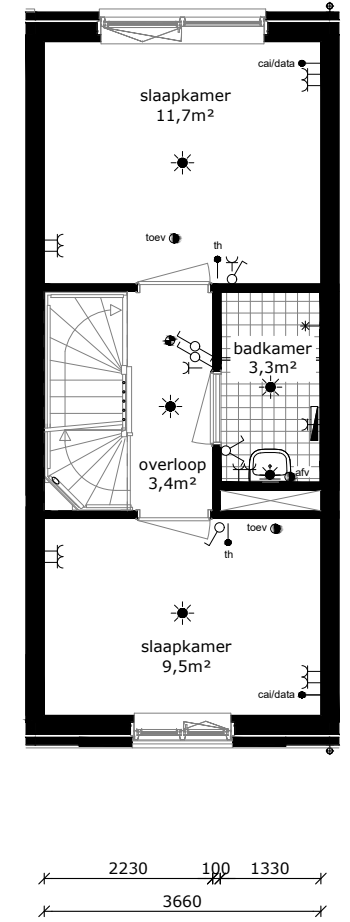 cai/data
slaapkamer
11,7m²
toev
th
badkamer
3,3m²
overloop
3,4m²
afv
toev
th
slaapkamer
9,5m²
cai/data
2230 100 1330
3660